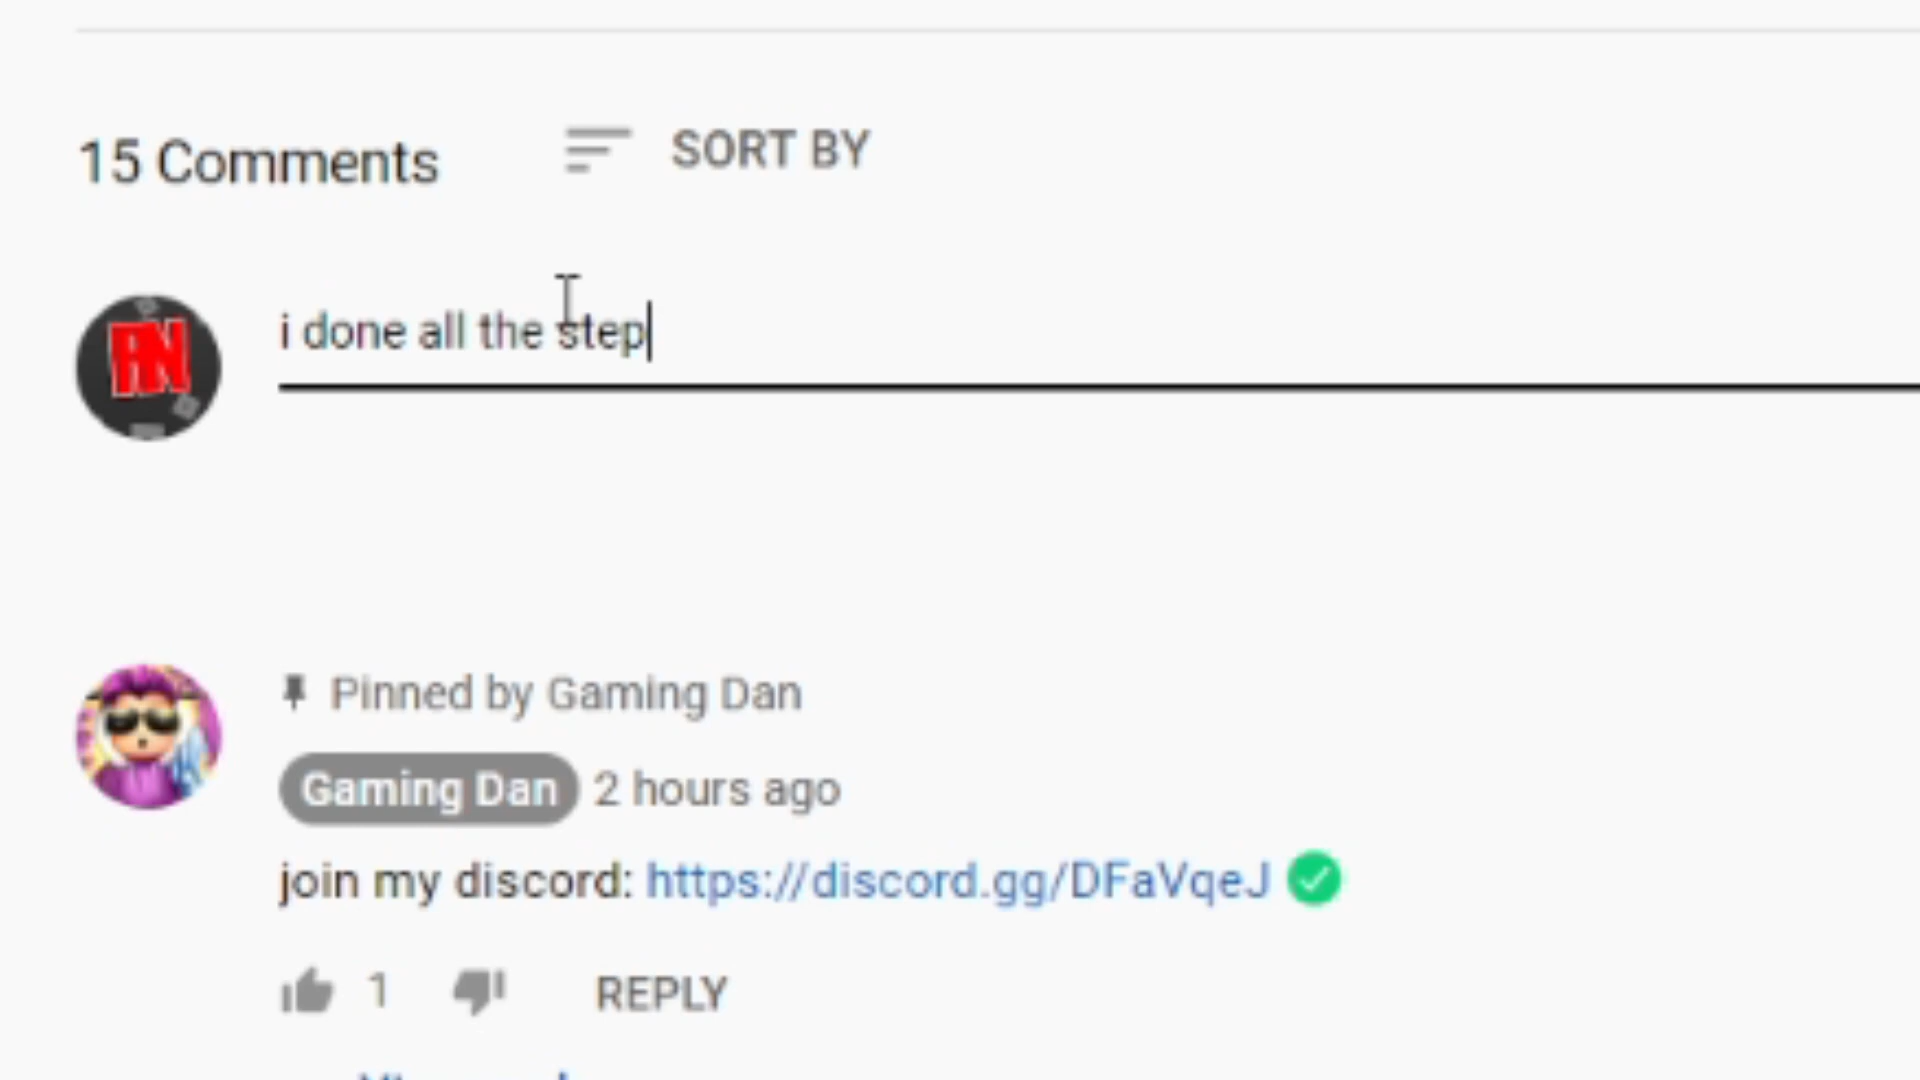 15 Comments
SORT BY
i done all the step
Pinned by Gaming Dan
Gaming Dan 2 hours ago
join my discord: https://discord.gg/DFaVqeJ
1
REPLY